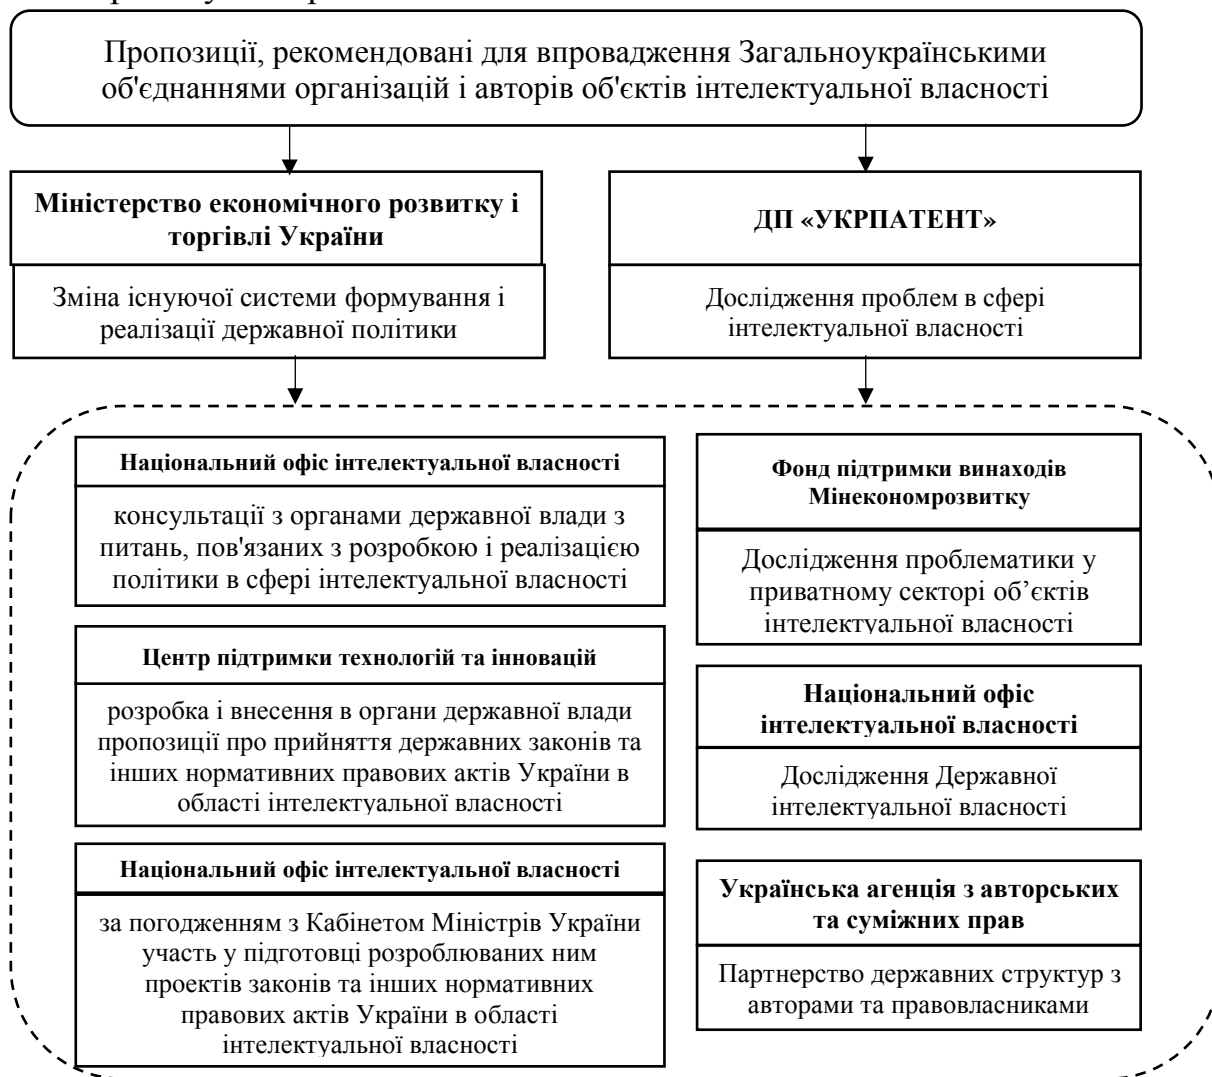 Пропозиції, рекомендовані для впровадження Загальноукраїнськими
об'єднаннями організацій і авторів об'єктів інтелектуальної власності
Міністерство економічного розвитку і
торгівлі України
Зміна існуючої системи формування і
реалізації державної політики
ДП «УКРПАТЕНТ»
Дослідження проблем в сфері
інтелектуальної власності
Національний офіс інтелектуальної власності
консультації з органами державної влади з
питань, пов'язаних з розробкою і реалізацією
політики в сфері інтелектуальної власності
Центр підтримки технологій та інновацій
розробка і внесення в органи державної влади
пропозиції про прийняття державних законів та
інших нормативних правових актів України в
області інтелектуальної власності
Національний офіс інтелектуальної власності
за погодженням з Кабінетом Міністрів України
участь у підготовці розроблюваних ним
проектів законів та інших нормативних
правових актів України в області
інтелектуальної власності
Фонд підтримки винаходів
Мінекономрозвитку
Дослідження проблематики у
приватному секторі об’єктів
інтелектуальної власності
Національний офіс
інтелектуальної власності
Дослідження Державної
інтелектуальної власності
Українська агенція з авторських
та суміжних прав
Партнерство державних структур з
авторами та правовласниками